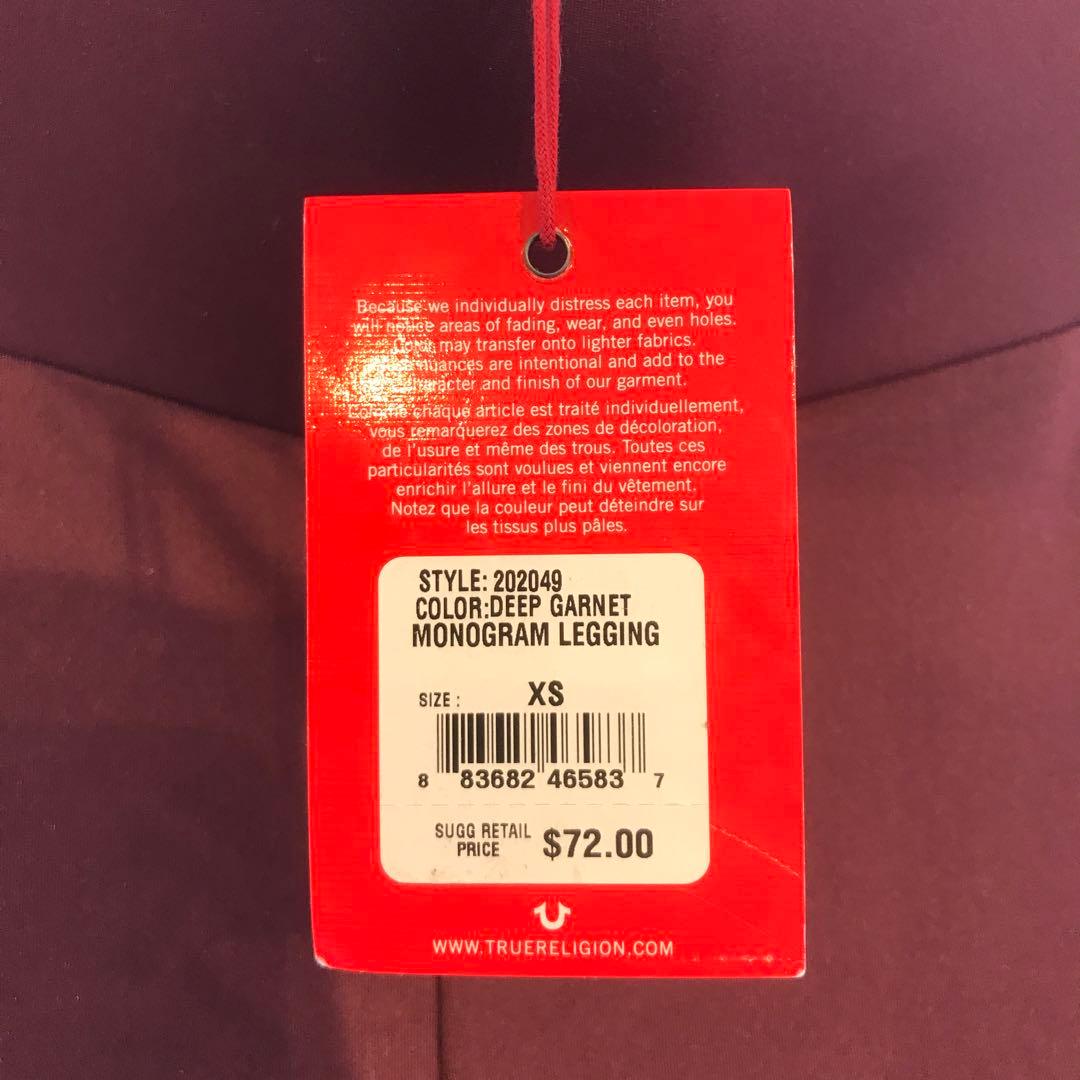 Because we individually distress each item, you
will notice areas of fading, wear, and even holes.
Color may transfer onto lighter fabrics.
nuances are intentional and add to the
character and finish of our garment.
Comme chaque article est traité individuellement,
vous remarquerez des zones de décoloration,
de l'usure et même des trous. Toutes ces
particularités sont voulues et viennent encore
enrichir l'allure et le fini du vêtement.
Notez que la couleur peut déteindre sur
les tissus plus pâles.
STYLE: 202049
COLOR:DEEP GARNET
MONOGRAM LEGGING
SIZE : XS
8 83682 46583 7
SUGG RETAIL
PRICE $72.00
WWW.TRUERELIGION.COM